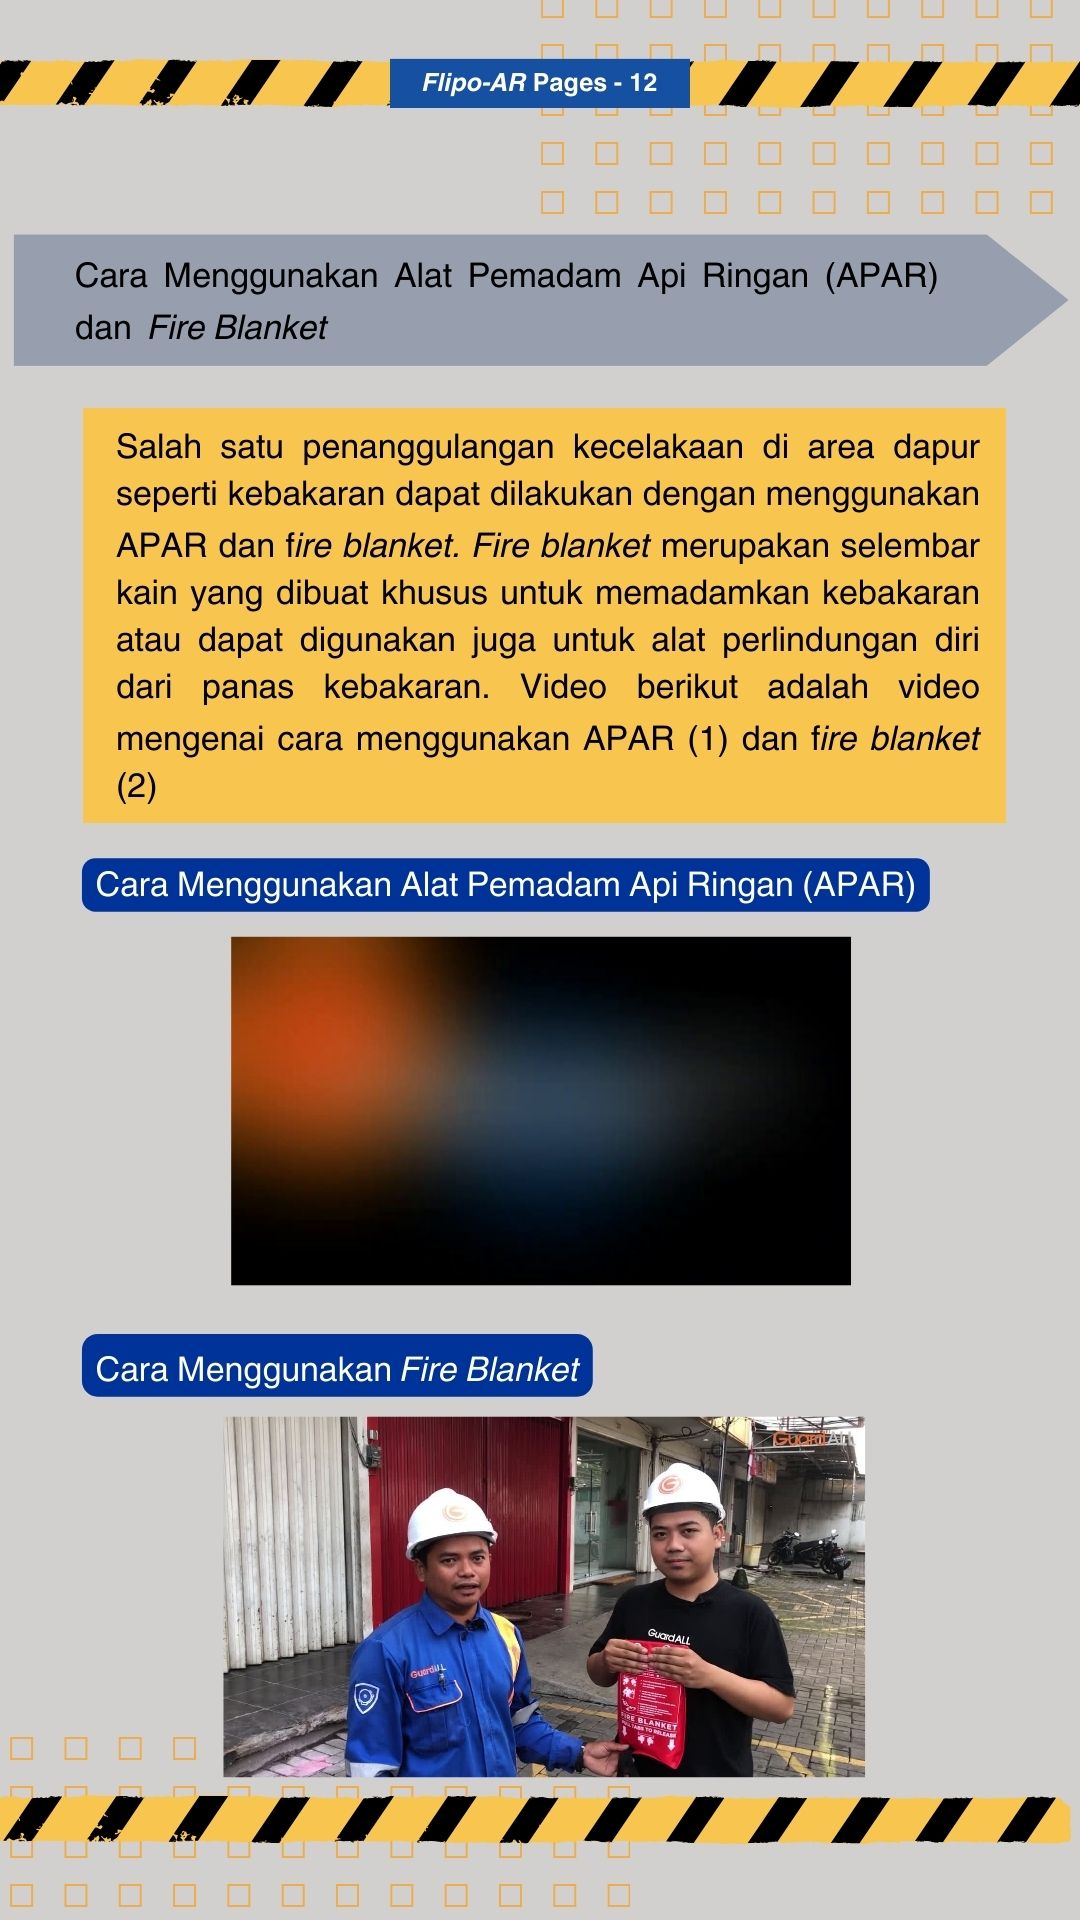 Flipo-AR Pages - 12
Cara Menggunakan Alat Pemadam Api Ringan (APAR)
dan Fire Blanket
Salah satu penanggulangan kecelakaan di area dapur
seperti kebakaran dapat dilakukan dengan menggunakan
APAR dan fire blanket. Fire blanket merupakan selembar
kain yang dibuat khusus untuk memadamkan kebakaran
atau dapat digunakan juga untuk alat perlindungan diri
dari panas kebakaran. Video berikut adalah video
mengenai cara menggunakan APAR (1) dan fire blanket
(2)
Cara Menggunakan Alat Pemadam Api Ringan (APAR)
Cara Menggunakan Fire Blanket
GuardALL
GuardALL
GuardALL
FIRE BLANKET
PULL TABS TO RELEASE